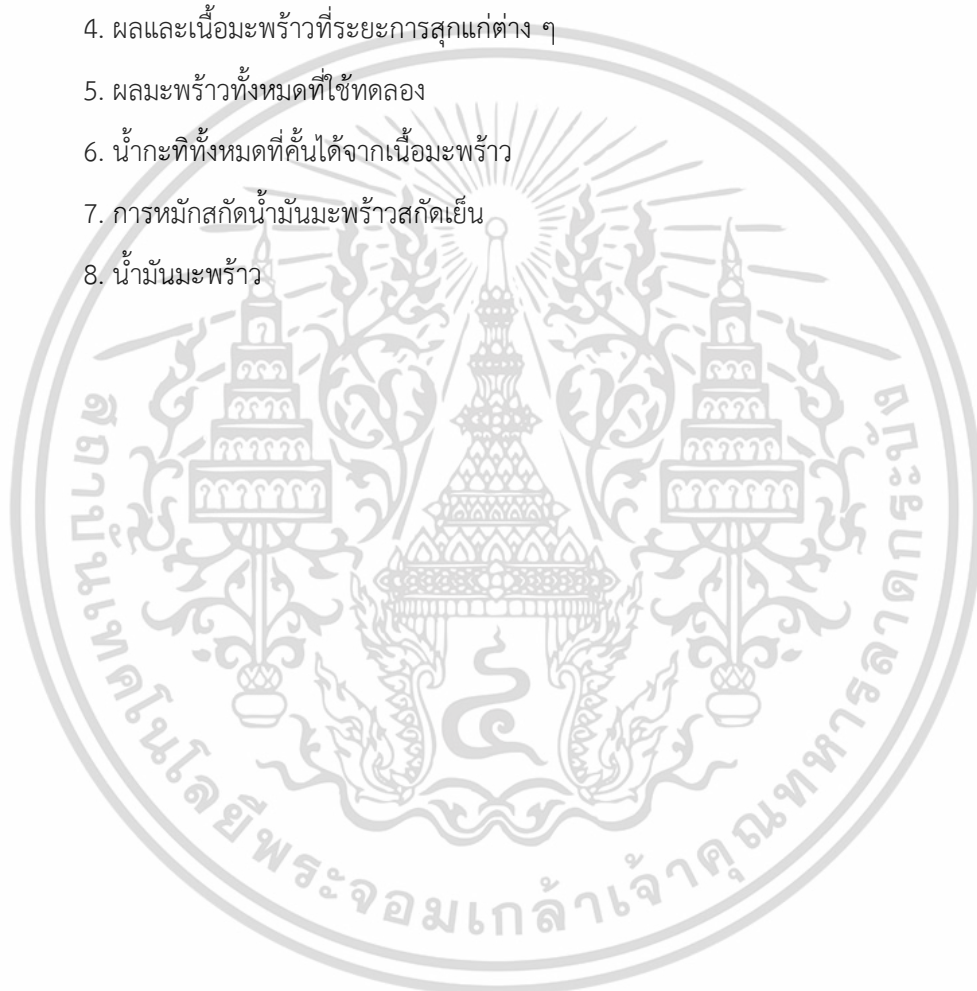 4. ผลและเนื้อมะพร้าวที่ระยะการสุกแก่ต่าง ๆ
5. ผลมะพร้าวทั้งหมดที่ใช้ทดลอง
6. น้ำกะทิทั้งหมดที่คั้นได้จากเนื้อมะพร้าว
7. การหมักสกัดน้ำมันมะพร้าวสกัดเย็น
8. น้ำมันมะพร้าว
สถาบันเทคโนโลยีพระจอมเกล้าเจ้าคุณทหารลาดกระบัง